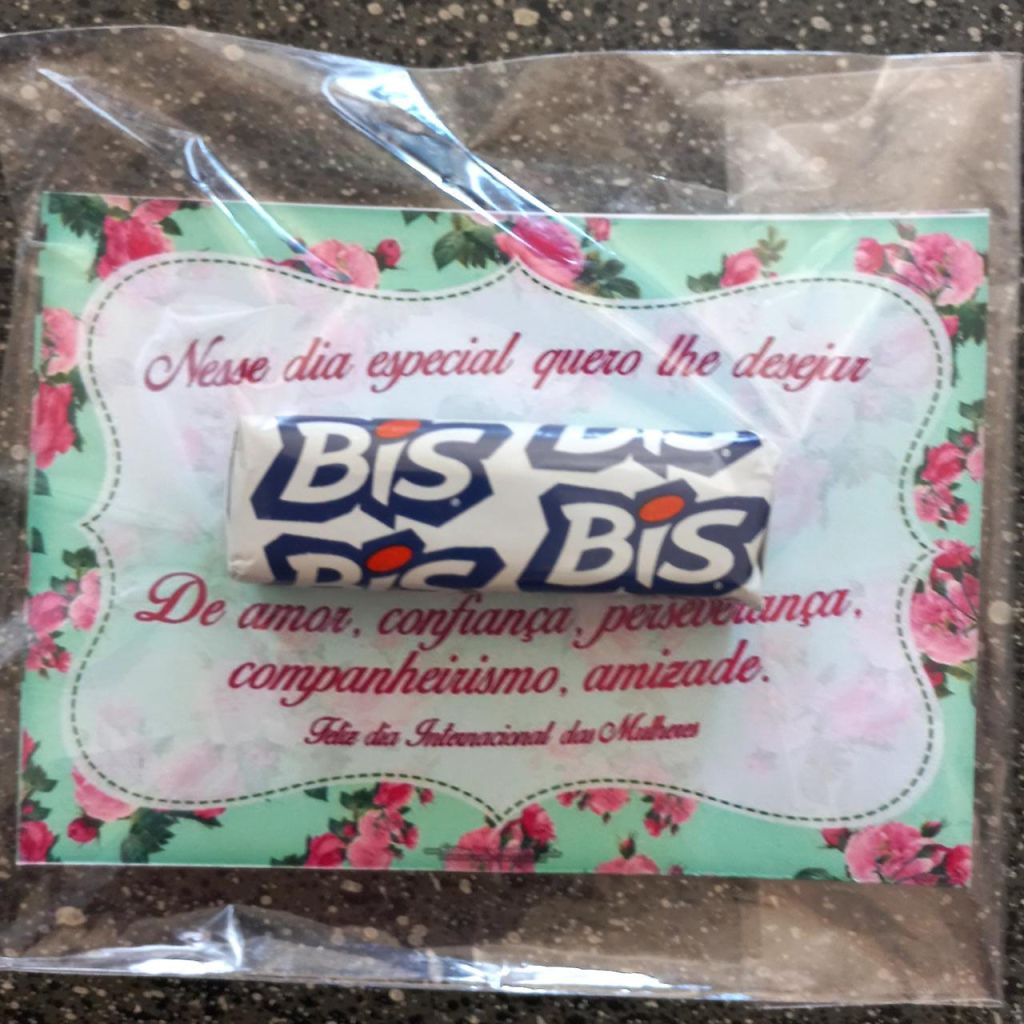 Nesse dia especial quero lhe desejar
BiS BiS
BiS BiS
De amor, confiança, perseverança,
companheirismo, amizade.
Feliz dia Internacional das Mulheres